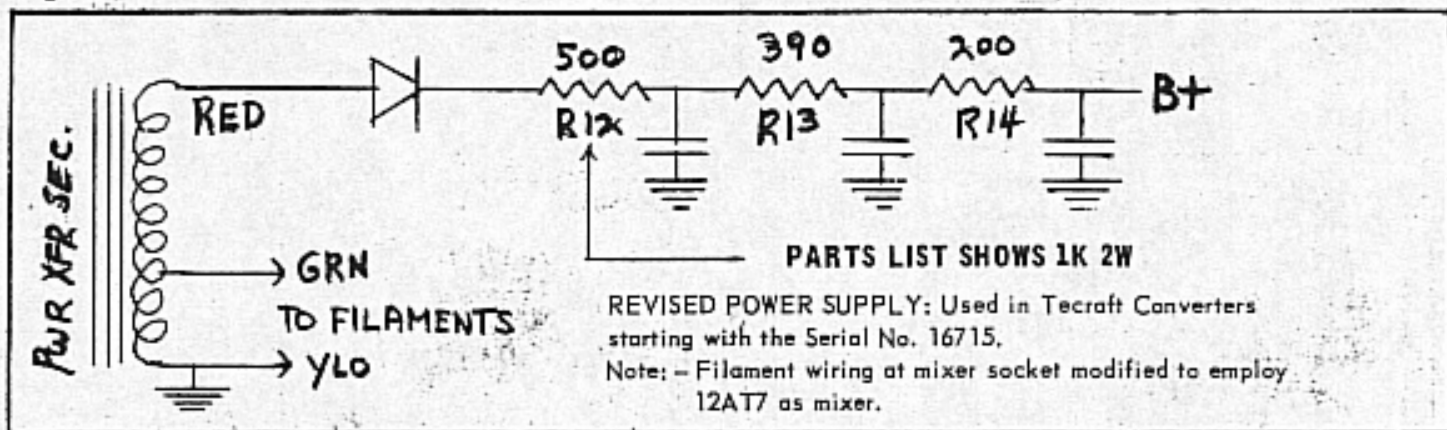 500 390 200
RED R12 R13 R14 B+
PWR XFR SEC.
PARTS LIST SHOWS 1K 2W
GRN
TO FILAMENTS
YLO
REVISED POWER SUPPLY: Used in Tecraft Converters
starting with the Serial No. 16715.
Note: – Filament wiring at mixer socket modified to employ
12AT7 as mixer.